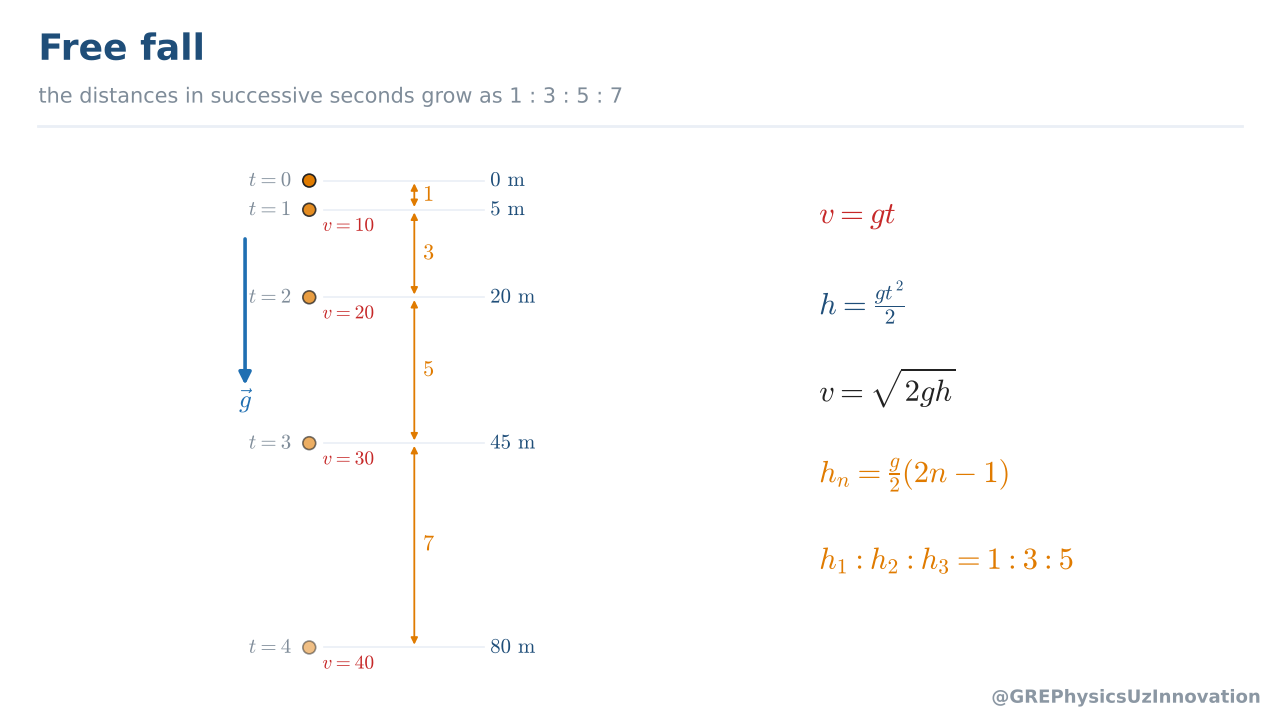 Free fall
the distances in successive seconds grow as 1 : 3 : 5 : 7
t = 0 0 m
1
t = 1 5 m
v = 10
3
t = 2 20 m
v = 20
5
g⃗
t = 3 45 m
v = 30
7
t = 4 80 m
v = 40
v = gt
h = gt²/2
v = √2gh
hₙ = g/2(2n − 1)
h₁ : h₂ : h₃ = 1 : 3 : 5
@GREPhysicsUzInnovation